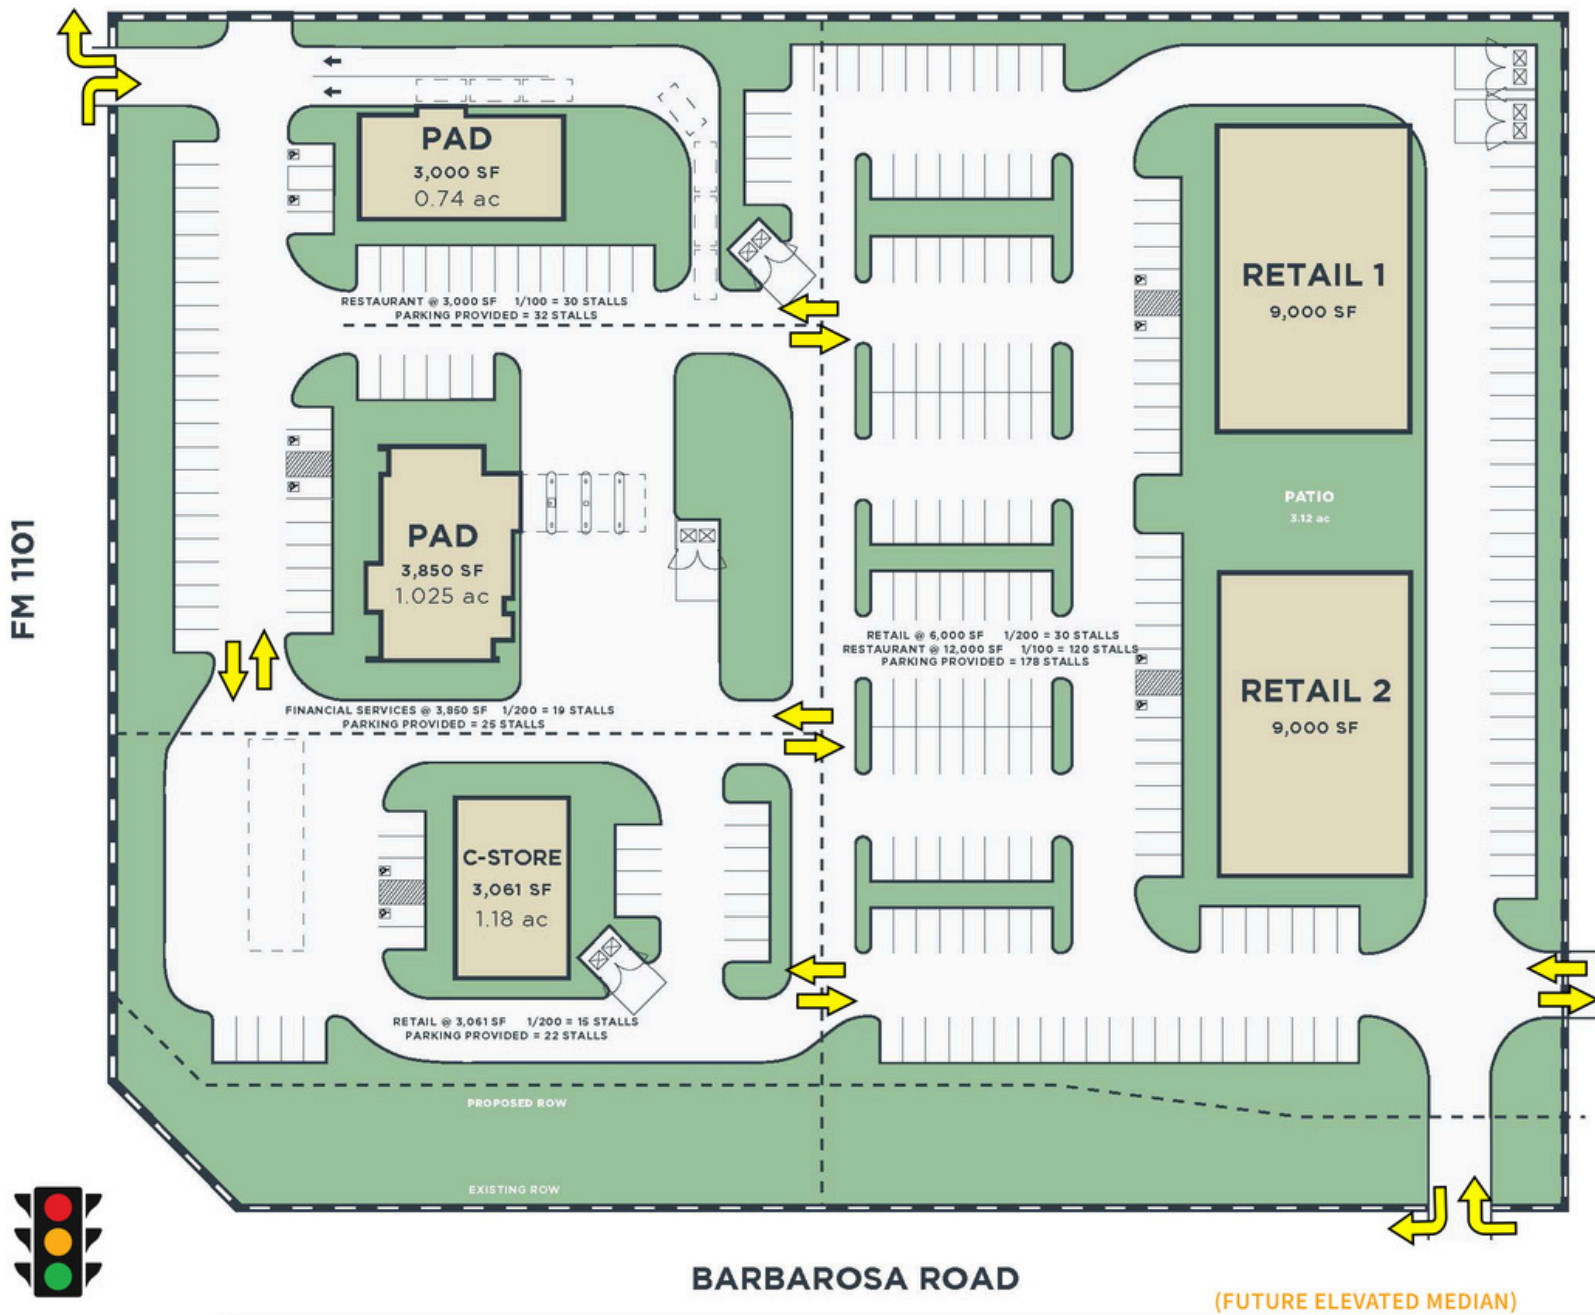 PAD
3,000 SF
0.74 ac
RESTAURANT @ 3,000 SF 1/100 = 30 STALLS
PARKING PROVIDED = 32 STALLS
RETAIL 1
9,000 SF
PATIO
3.12 ac
FM 1101
PAD
3,850 SF
1.025 ac
RETAIL @ 6,000 SF 1/200 = 30 STALLS
RESTAURANT @ 12,000 SF 1/100 = 120 STALLS
PARKING PROVIDED = 178 STALLS
RETAIL 2
9,000 SF
FINANCIAL SERVICES @ 3,850 SF 1/200 = 19 STALLS
PARKING PROVIDED = 25 STALLS
C-STORE
3,061 SF
1.18 ac
RETAIL @ 3,061 SF 1/200 = 15 STALLS
PARKING PROVIDED = 22 STALLS
PROPOSED ROW
EXISTING ROW
BARBAROSA ROAD
(FUTURE ELEVATED MEDIAN)